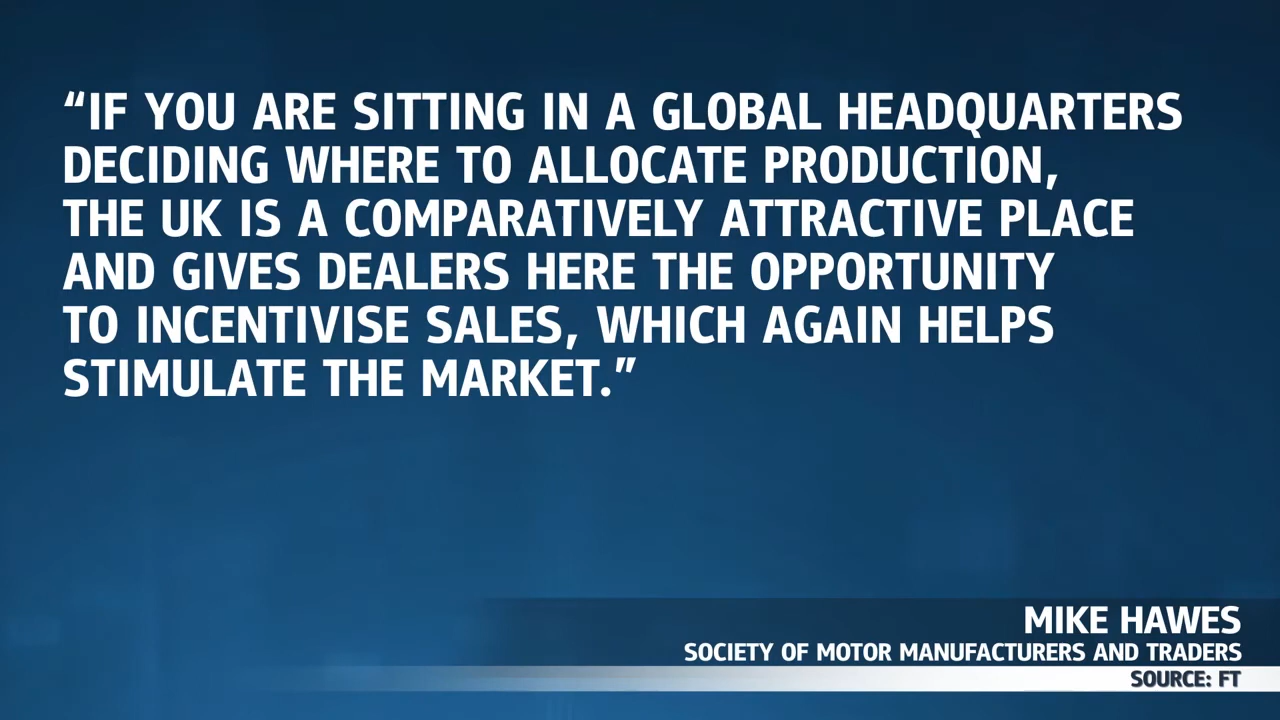 “IF YOU ARE SITTING IN A GLOBAL HEADQUARTERS
DECIDING WHERE TO ALLOCATE PRODUCTION,
THE UK IS A COMPARATIVELY ATTRACTIVE PLACE
AND GIVES DEALERS HERE THE OPPORTUNITY
TO INCENTIVISE SALES, WHICH AGAIN HELPS
STIMULATE THE MARKET.”
MIKE HAWES
SOCIETY OF MOTOR MANUFACTURERS AND TRADERS
SOURCE: FT